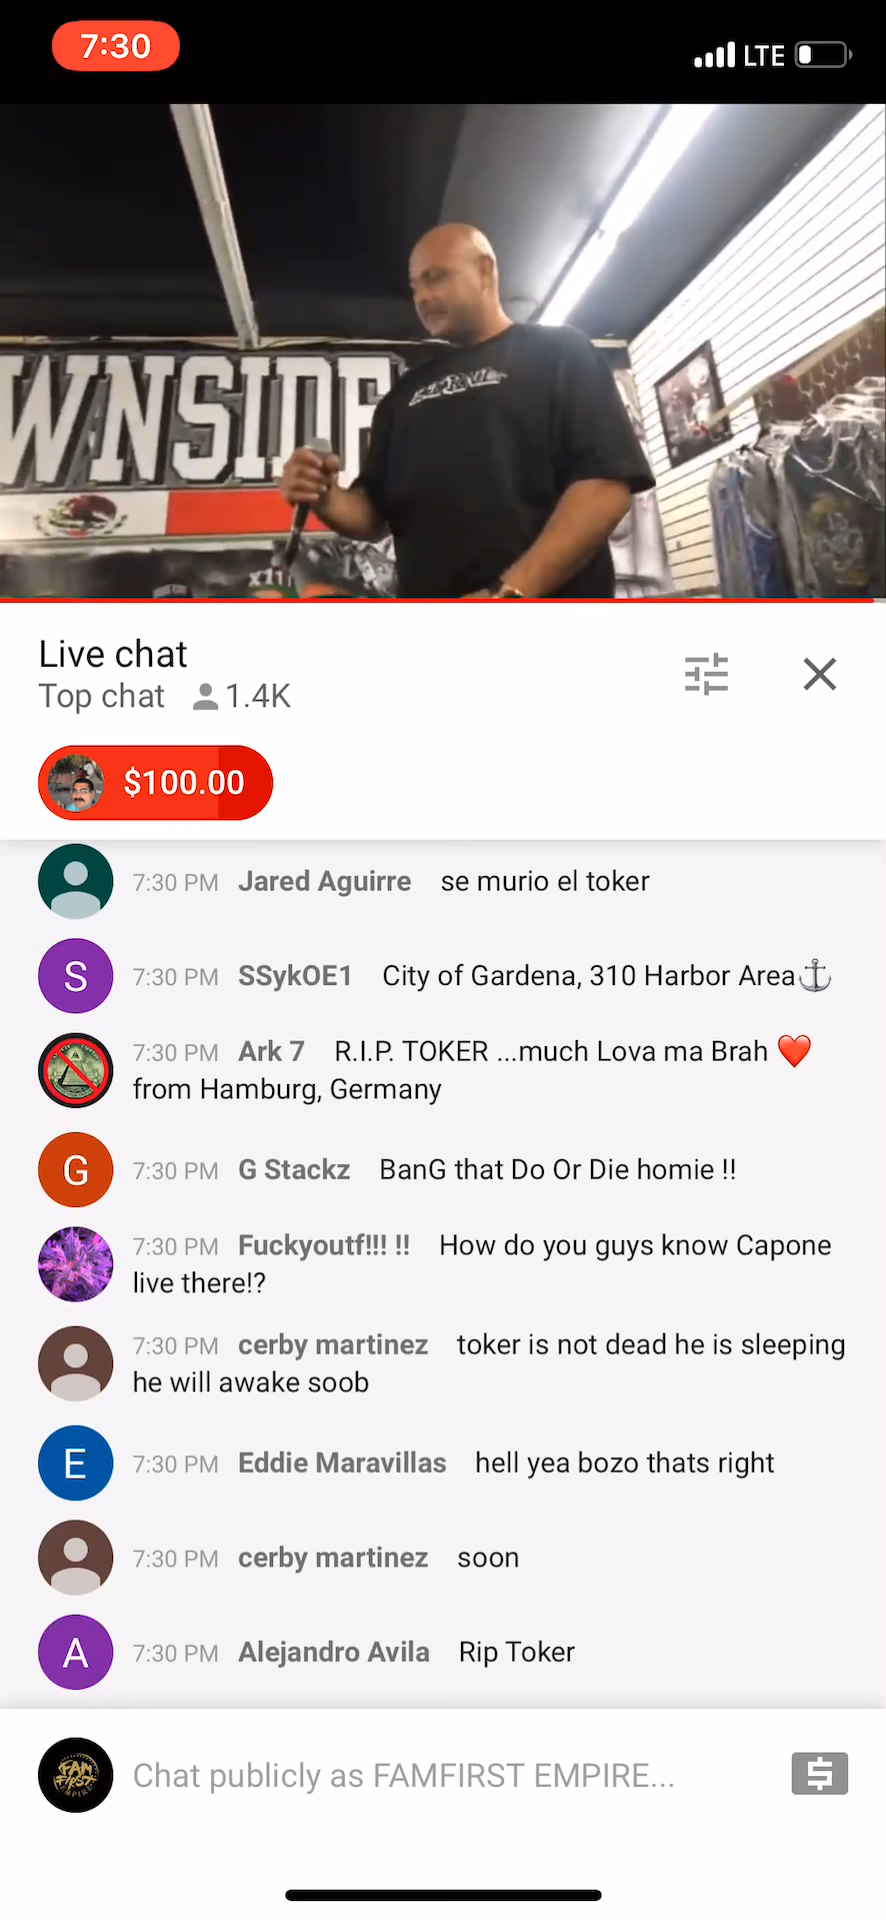 7:30
LTE
WNSIDE
X111
Live chat
Top chat 1.4K
$100.00
7:30 PM Jared Aguirre se murio el toker
S 7:30 PM SSykOE1 City of Gardena, 310 Harbor Area⚓
7:30 PM Ark 7 R.I.P. TOKER ...much Lova ma Brah ❤️
from Hamburg, Germany
G 7:30 PM G Stackz BanG that Do Or Die homie !!
7:30 PM Fuckyoutf!!! !! How do you guys know Capone
live there!?
7:30 PM cerby martinez toker is not dead he is sleeping
he will awake soob
E 7:30 PM Eddie Maravillas hell yea bozo thats right
7:30 PM cerby martinez soon
A 7:30 PM Alejandro Avila Rip Toker
FAM
FIRST
EMPIRE
Chat publicly as FAMFIRST EMPIRE... $